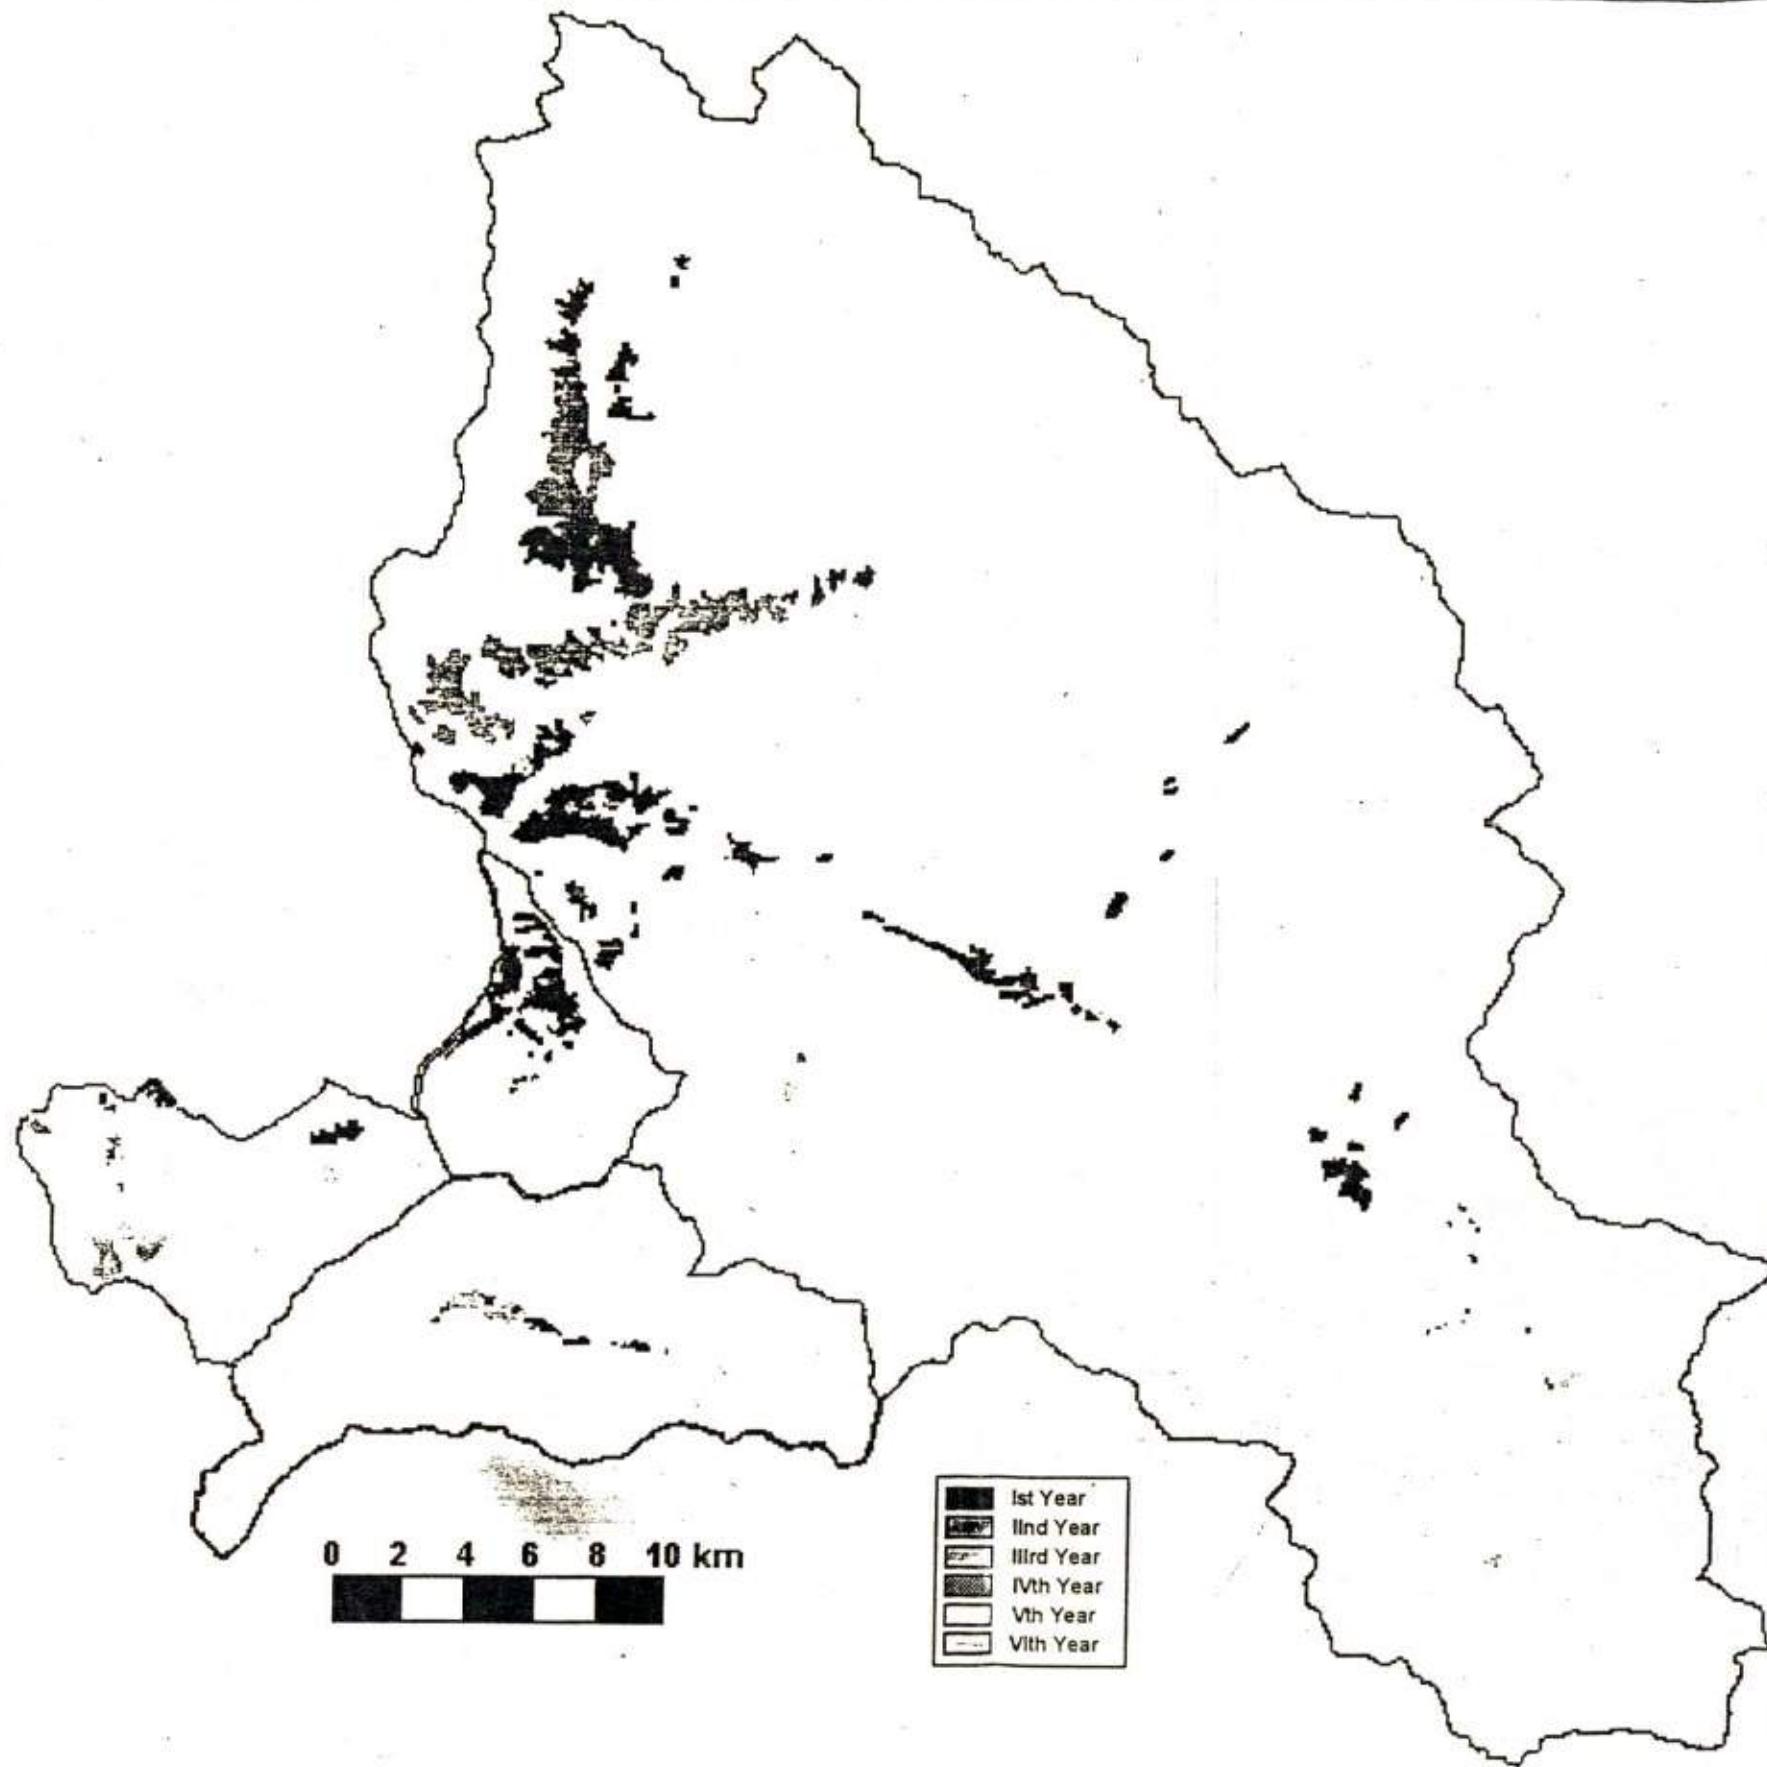 0 2 4 6 8 10 km
Ist Year
IInd Year
IIIrd Year
IVth Year
Vth Year
VIth Year